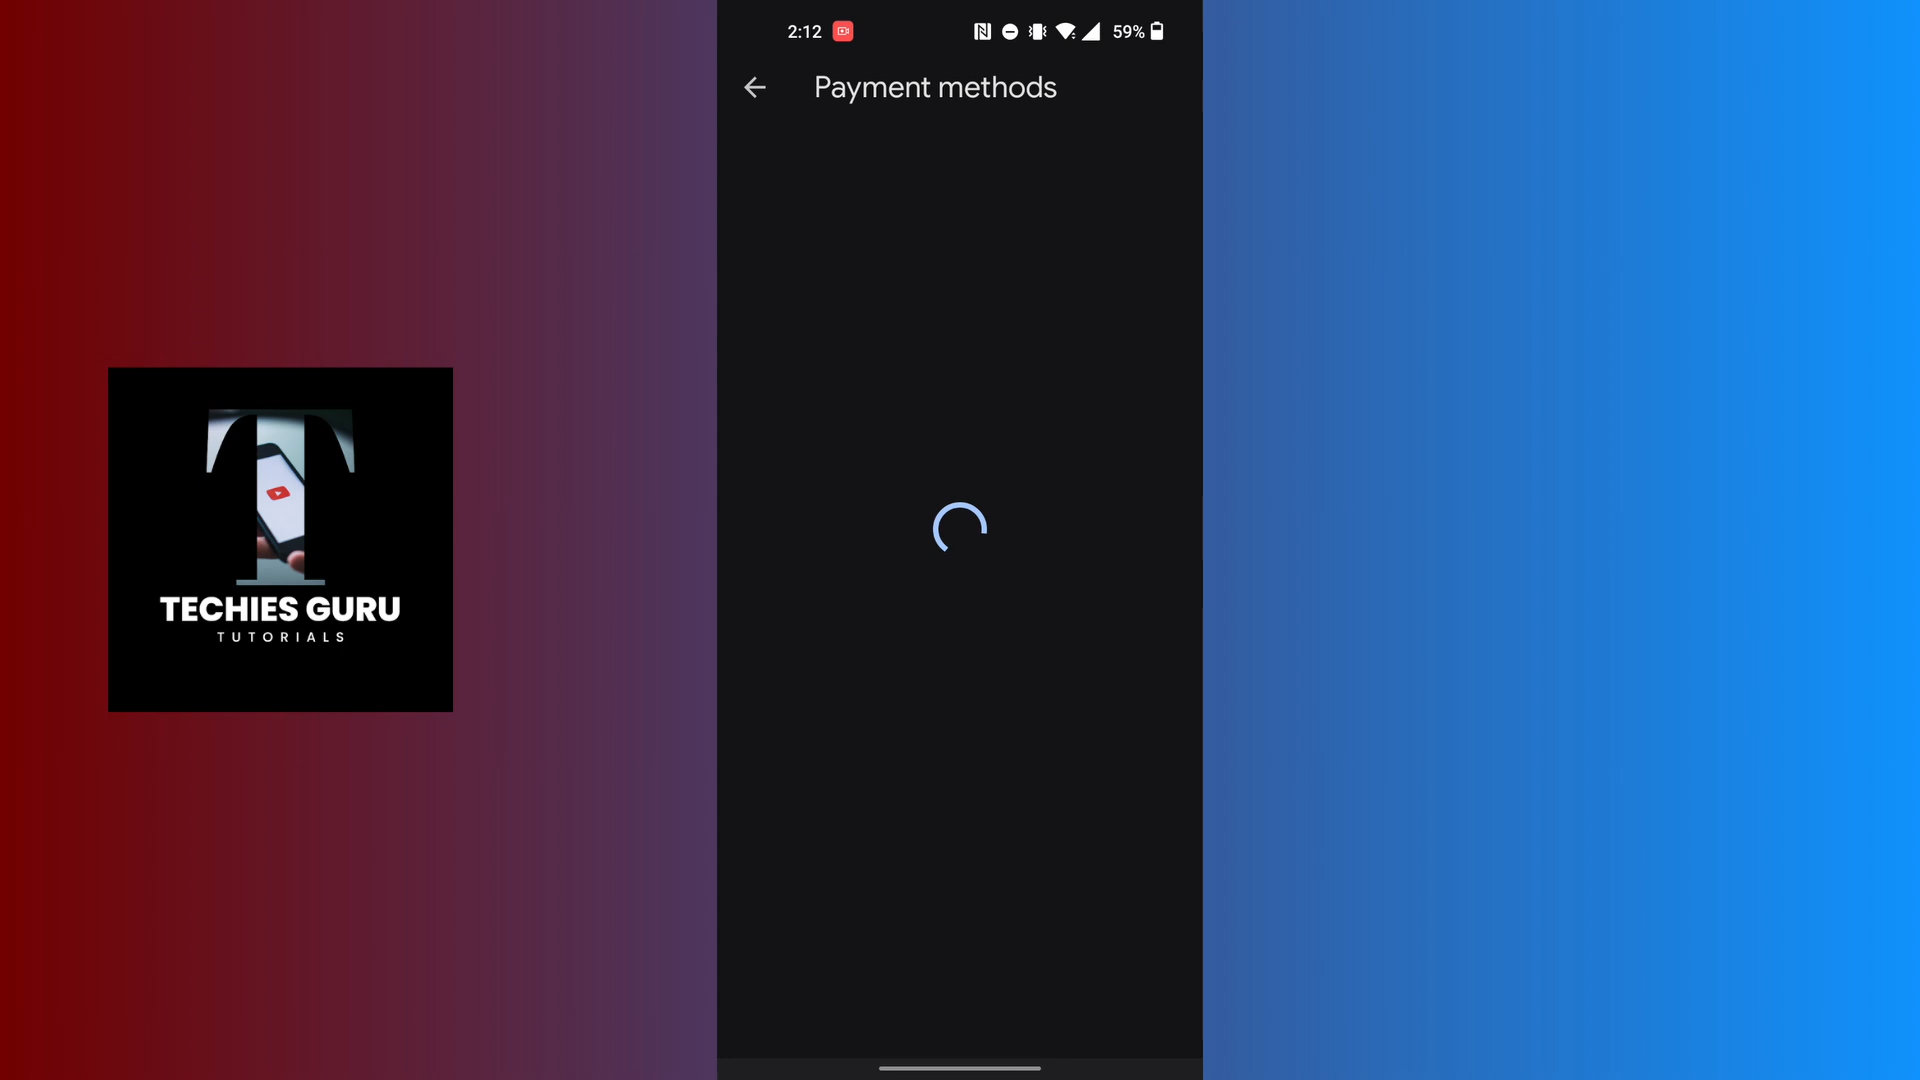 2:12
59%
Payment methods
TECHIES GURU
TUTORIALS